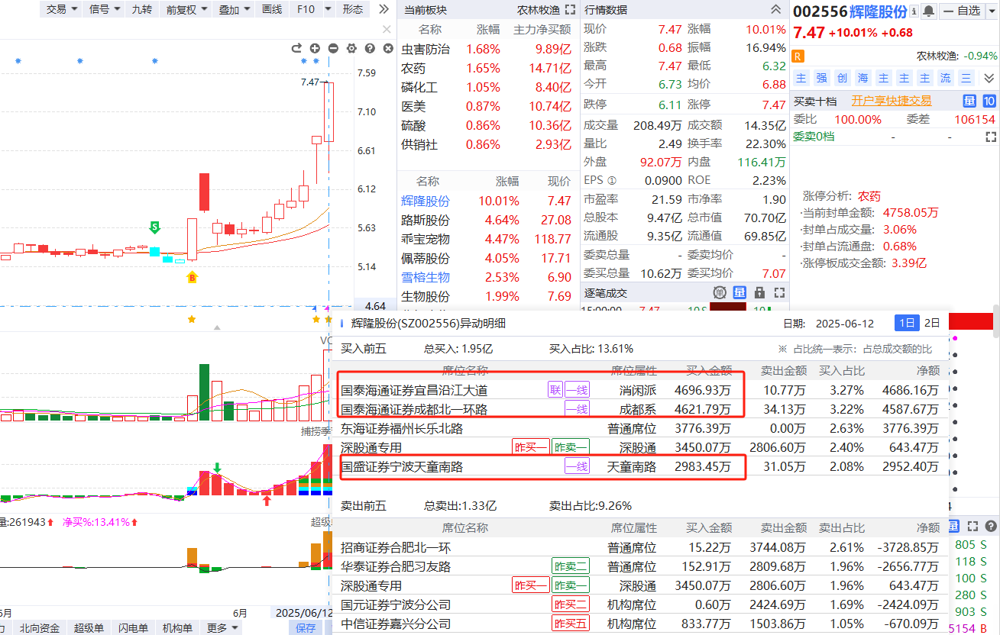 交易 信号 九转 前复权 叠加 画线 F10 形态
7.47
7.59
7.10
6.61
6.12
5.63
5.14
4.64
S
B
捕捞季
量:261943 净买%:13.41% 超级
5月 6月 2025/06/12
力 北向资金 超级单 闪电单 机构单 更多 保存
当前板块 农林牧渔
名称 涨幅 主力净买额
虫害防治 1.68% 9.89亿
农药 1.65% 14.71亿
磷化工 1.05% 8.40亿
医美 0.87% 10.74亿
硫酸 0.86% 10.36亿
供销社 0.86% 2.93亿
名称 涨幅 现价
辉隆股份 10.01% 7.47
路斯股份 4.64% 27.08
乖宝宠物 4.47% 118.77
佩蒂股份 4.05% 17.71
雪榕生物 2.53% 6.90
生物股份 1.99% 7.69
行情数据
现价 7.47 涨幅 10.01%
涨跌 0.68 振幅 16.94%
最高 7.47 最低 6.32
今开 6.73 均价 6.88
跌停 6.11 涨停 7.47
成交量 208.49万 成交额 14.35亿
量比 2.49 换手率 22.30%
外盘 92.07万 内盘 116.41万
EPS ① 0.0900 ROE 2.23%
市盈率 21.59 市净率 1.90
总股本 9.47亿 总市值 70.70亿
流通股 9.35亿 流通值 69.85亿
委卖总量 - 委卖均价 -
委买总量 10.62万 委买均价 7.07
逐笔成交 单 量
15:00:00 7.47 10 S 10
002556 辉隆股份 i 自选
7.47 +10.01% +0.68
R
农林牧渔: -0.94%
主 强 创 海 主 主 主 流 三
买卖十档 开户享快捷交易 量 10
委比 100.00% 委差 106154
委卖0档 - -
涨停分析: 农药
·当前封单金额: 4758.05万
·封单占成交量: 3.06%
·封单占流通盘: 0.68%
·涨停板成交金额: 3.39亿
辉隆股份(SZ002556)异动明细 日期: 2025-06-12 1日 2日
买入前五 总买入: 1.95亿 买入占比: 13.61% ※ 占比统一表示: 占总成交额的比
席位名称 席位属性 买入金额 卖出金额 买入占比 净额
国泰海通证券宜昌沿江大道 联 一线 消闲派 4696.93万 10.77万 3.27% 4686.16万
国泰海通证券成都北一环路 一线 成都系 4621.79万 34.13万 3.22% 4587.67万
东海证券福州长乐北路 普通席位 3776.39万 0.00万 2.63% 3776.39万
深股通专用 昨买一 昨卖一 深股通 3450.07万 2806.60万 2.40% 643.47万
国盛证券宁波天童南路 一线 天童南路 2983.45万 31.05万 2.08% 2952.40万
卖出前五 总卖出:1.33亿 卖出占比:9.26%
席位名称 席位属性 买入金额 卖出金额 卖出占比 净额
招商证券合肥北一环 普通席位 15.22万 3744.08万 2.61% -3728.85万
华泰证券合肥习友路 昨卖二 普通席位 152.91万 2809.68万 1.96% -2656.77万
深股通专用 昨买一 昨卖一 深股通 3450.07万 2806.60万 1.96% 643.47万
国元证券宁波分公司 昨买二 机构席位 0.60万 2424.69万 1.69% -2424.09万
中信证券嘉兴分公司 昨买五 机构席位 833.77万 1503.86万 1.05% -670.09万
量
805 S
118 S
100 S
280 S
903 S
5154 B